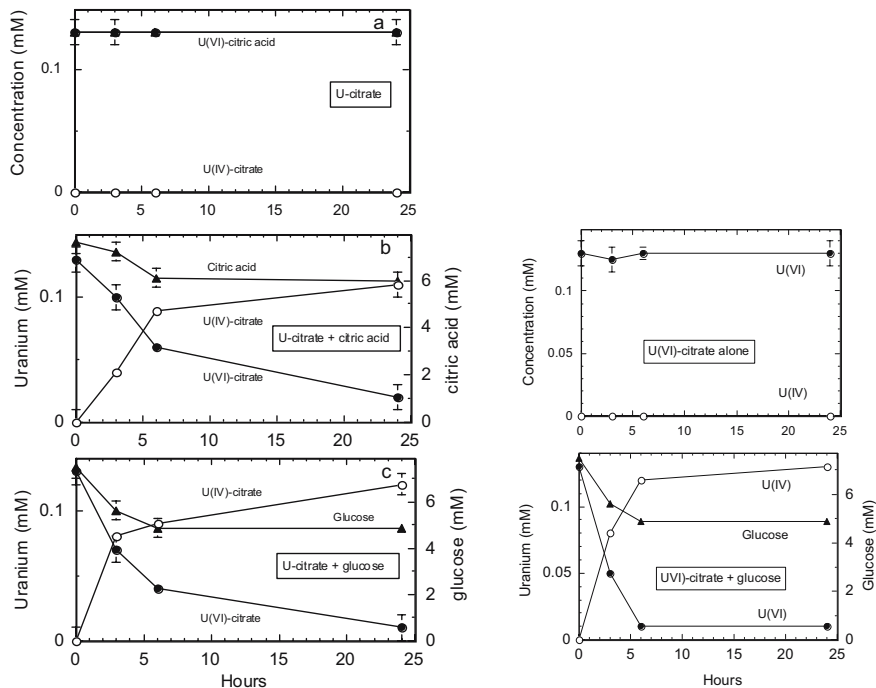 a
U(VI)-citric acid
U-citrate
U(IV)-citrate
Concentration (mM)
0.1
0
0 5 10 15 20 25
b
Citric acid
U(IV)-citrate
U-citrate + citric acid
U(VI)-citrate
Uranium (mM)
0.1
0
citric acid (mM)
6
4
2
0
0 5 10 15 20 25
c
U(IV)-citrate
Glucose
U-citrate + glucose
U(VI)-citrate
Uranium (mM)
0.1
0
glucose (mM)
6
4
2
0
0 5 10 15 20 25
Hours
U(VI)
U(VI)-citrate alone
U(IV)
Concentration (mM)
0.1
0.05
0
0 5 10 15 20 25
U(IV)
Glucose
UVI)-citrate + glucose
U(VI)
Uranium (mM)
0.1
0.05
0
Glucose (mM)
6
4
2
0
0 5 10 15 20 25
Hours